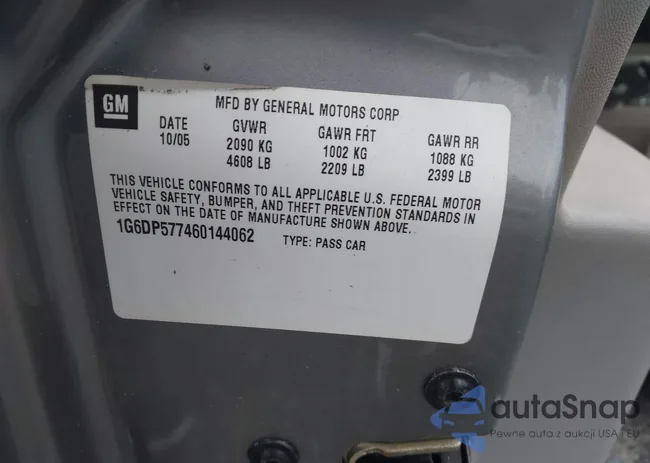 GM
MFD BY GENERAL MOTORS CORP
DATE GVWR GAWR FRT GAWR RR
10/05 2090 KG 1002 KG 1088 KG
4608 LB 2209 LB 2399 LB
THIS VEHICLE CONFORMS TO ALL APPLICABLE U.S. FEDERAL MOTOR
VEHICLE SAFETY, BUMPER, AND THEFT PREVENTION STANDARDS IN
EFFECT ON THE DATE OF MANUFACTURE SHOWN ABOVE.
1G6DP577460144062 TYPE: PASS CAR
autaSnap
Pewne auta z aukcji USA i EU